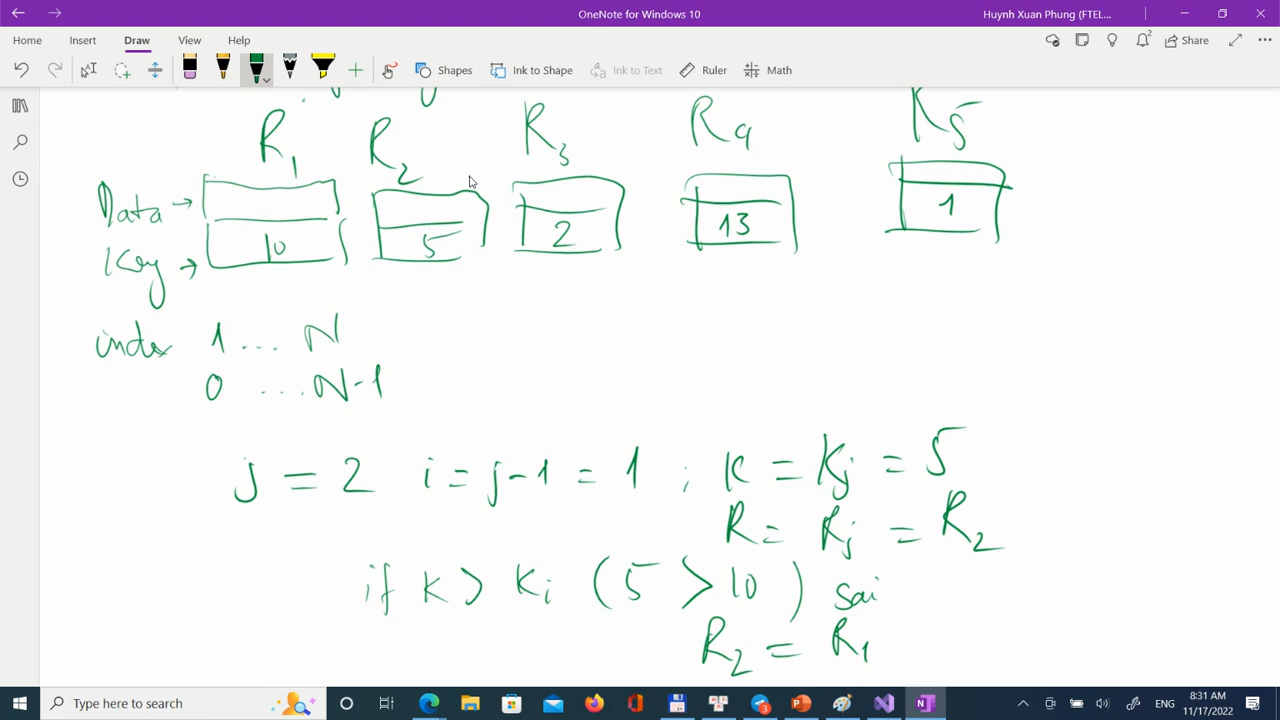 OneNote for Windows 10
Huynh Xuan Phung (FTEL...
Home Insert Draw View Help
Share
Shapes Ink to Shape Ink to Text Ruler Math
R1 R2 R3 R4 R5
Data →
Key → 10 5 2 13 1
index 1 ... N
0 ... N-1
j = 2 i = j-1 = 1 ; K = Kj = 5
R = Rj = R2
if K > Ki (5 > 10) sai
R2 = R1
Type here to search
ENG
8:31 AM
11/17/2022